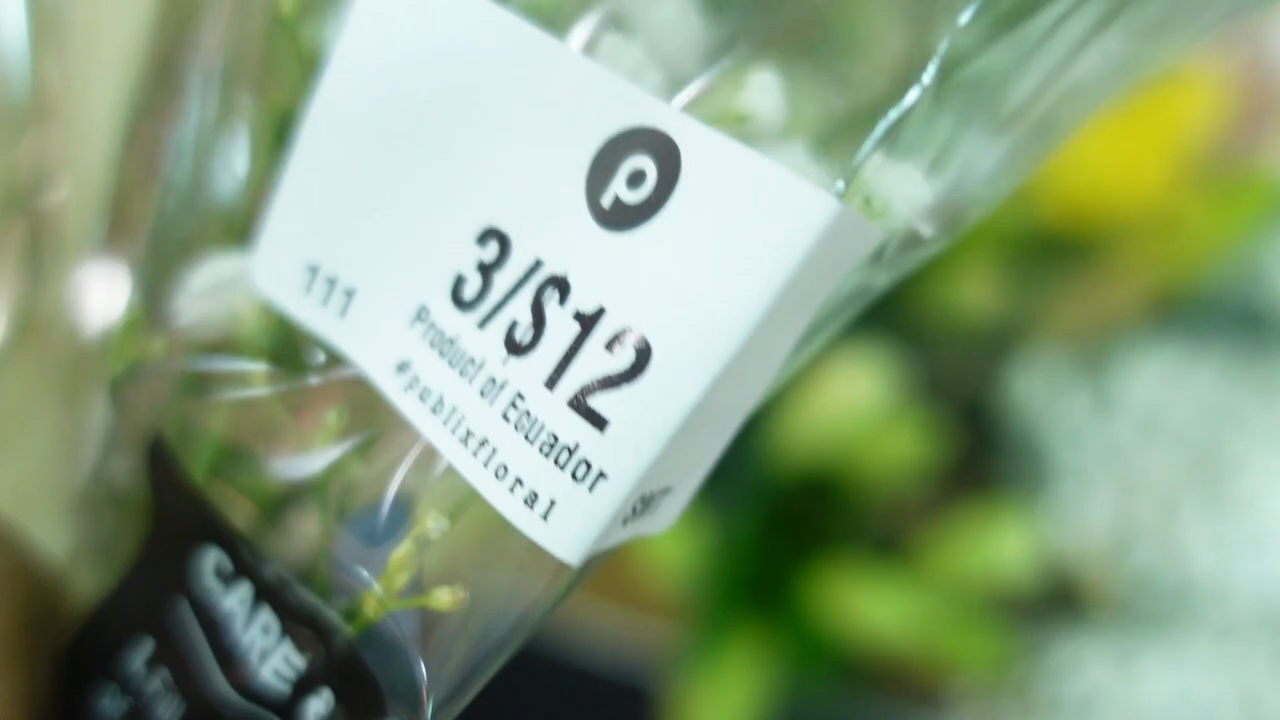 p
3/$12
111
Product of Ecuador
#publixfloral
CARE &